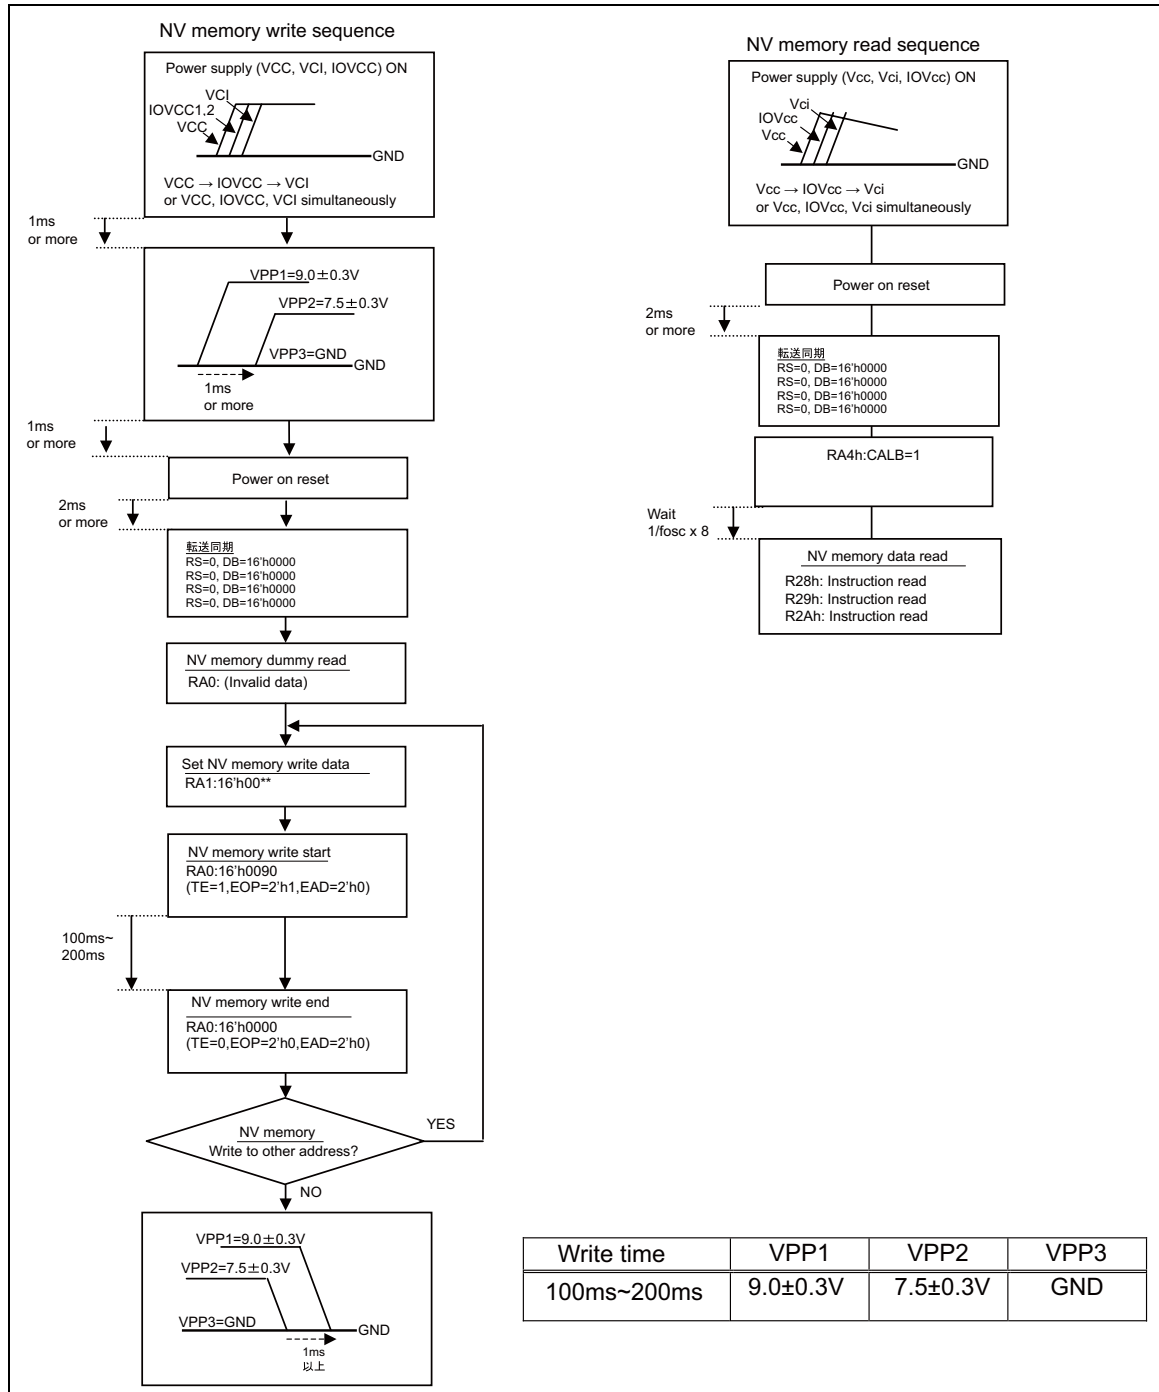 NV memory write sequence
Power supply (VCC, VCI, IOVCC) ON
VCI
IOVCC1,2
VCC
GND
VCC → IOVCC → VCI
or VCC, IOVCC, VCI simultaneously
1ms
or more
VPP1=9.0±0.3V
VPP2=7.5±0.3V
VPP3=GND
GND
1ms
or more
1ms
or more
Power on reset
2ms
or more
転送同期
RS=0, DB=16'h0000
RS=0, DB=16'h0000
RS=0, DB=16'h0000
RS=0, DB=16'h0000
NV memory dummy read
RA0: (Invalid data)
Set NV memory write data
RA1:16'h00**
NV memory write start
RA0:16'h0090
(TE=1,EOP=2'h1,EAD=2'h0)
100ms~
200ms
NV memory write end
RA0:16'h0000
(TE=0,EOP=2'h0,EAD=2'h0)
NV memory
Write to other address?
YES
NO
VPP1=9.0±0.3V
VPP2=7.5±0.3V
VPP3=GND
GND
1ms
以上
NV memory read sequence
Power supply (Vcc, Vci, IOVcc) ON
Vci
IOVcc
Vcc
GND
Vcc → IOVcc → Vci
or Vcc, IOVcc, Vci simultaneously
Power on reset
2ms
or more
転送同期
RS=0, DB=16'h0000
RS=0, DB=16'h0000
RS=0, DB=16'h0000
RS=0, DB=16'h0000
RA4h:CALB=1
Wait
1/fosc x 8
NV memory data read
R28h: Instruction read
R29h: Instruction read
R2Ah: Instruction read
Write time VPP1 VPP2 VPP3
100ms~200ms 9.0±0.3V 7.5±0.3V GND